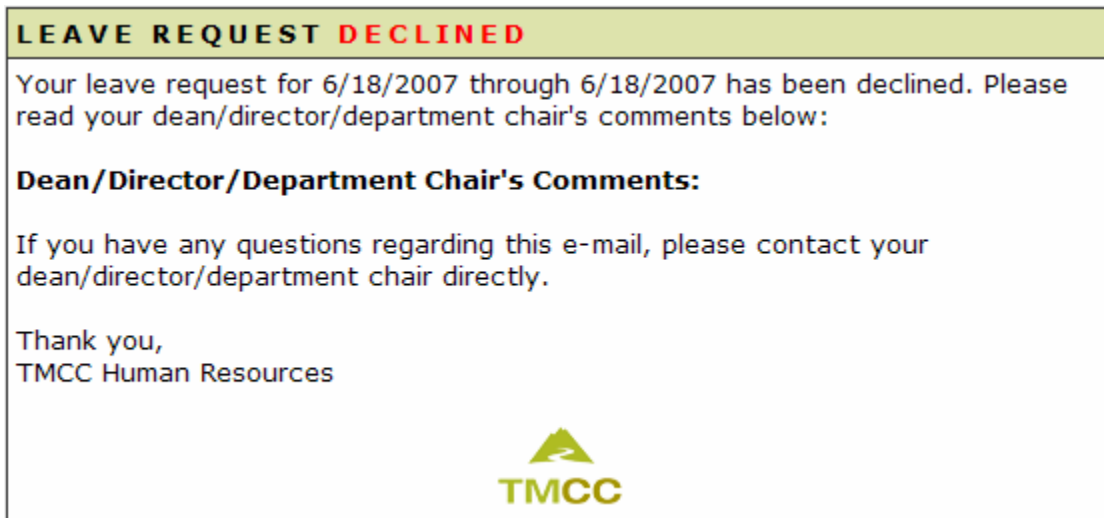 LEAVE REQUEST DECLINED
Your leave request for 6/18/2007 through 6/18/2007 has been declined. Please
read your dean/director/department chair's comments below:
Dean/Director/Department Chair's Comments:
If you have any questions regarding this e-mail, please contact your
dean/director/department chair directly.
Thank you,
TMCC Human Resources
TMCC